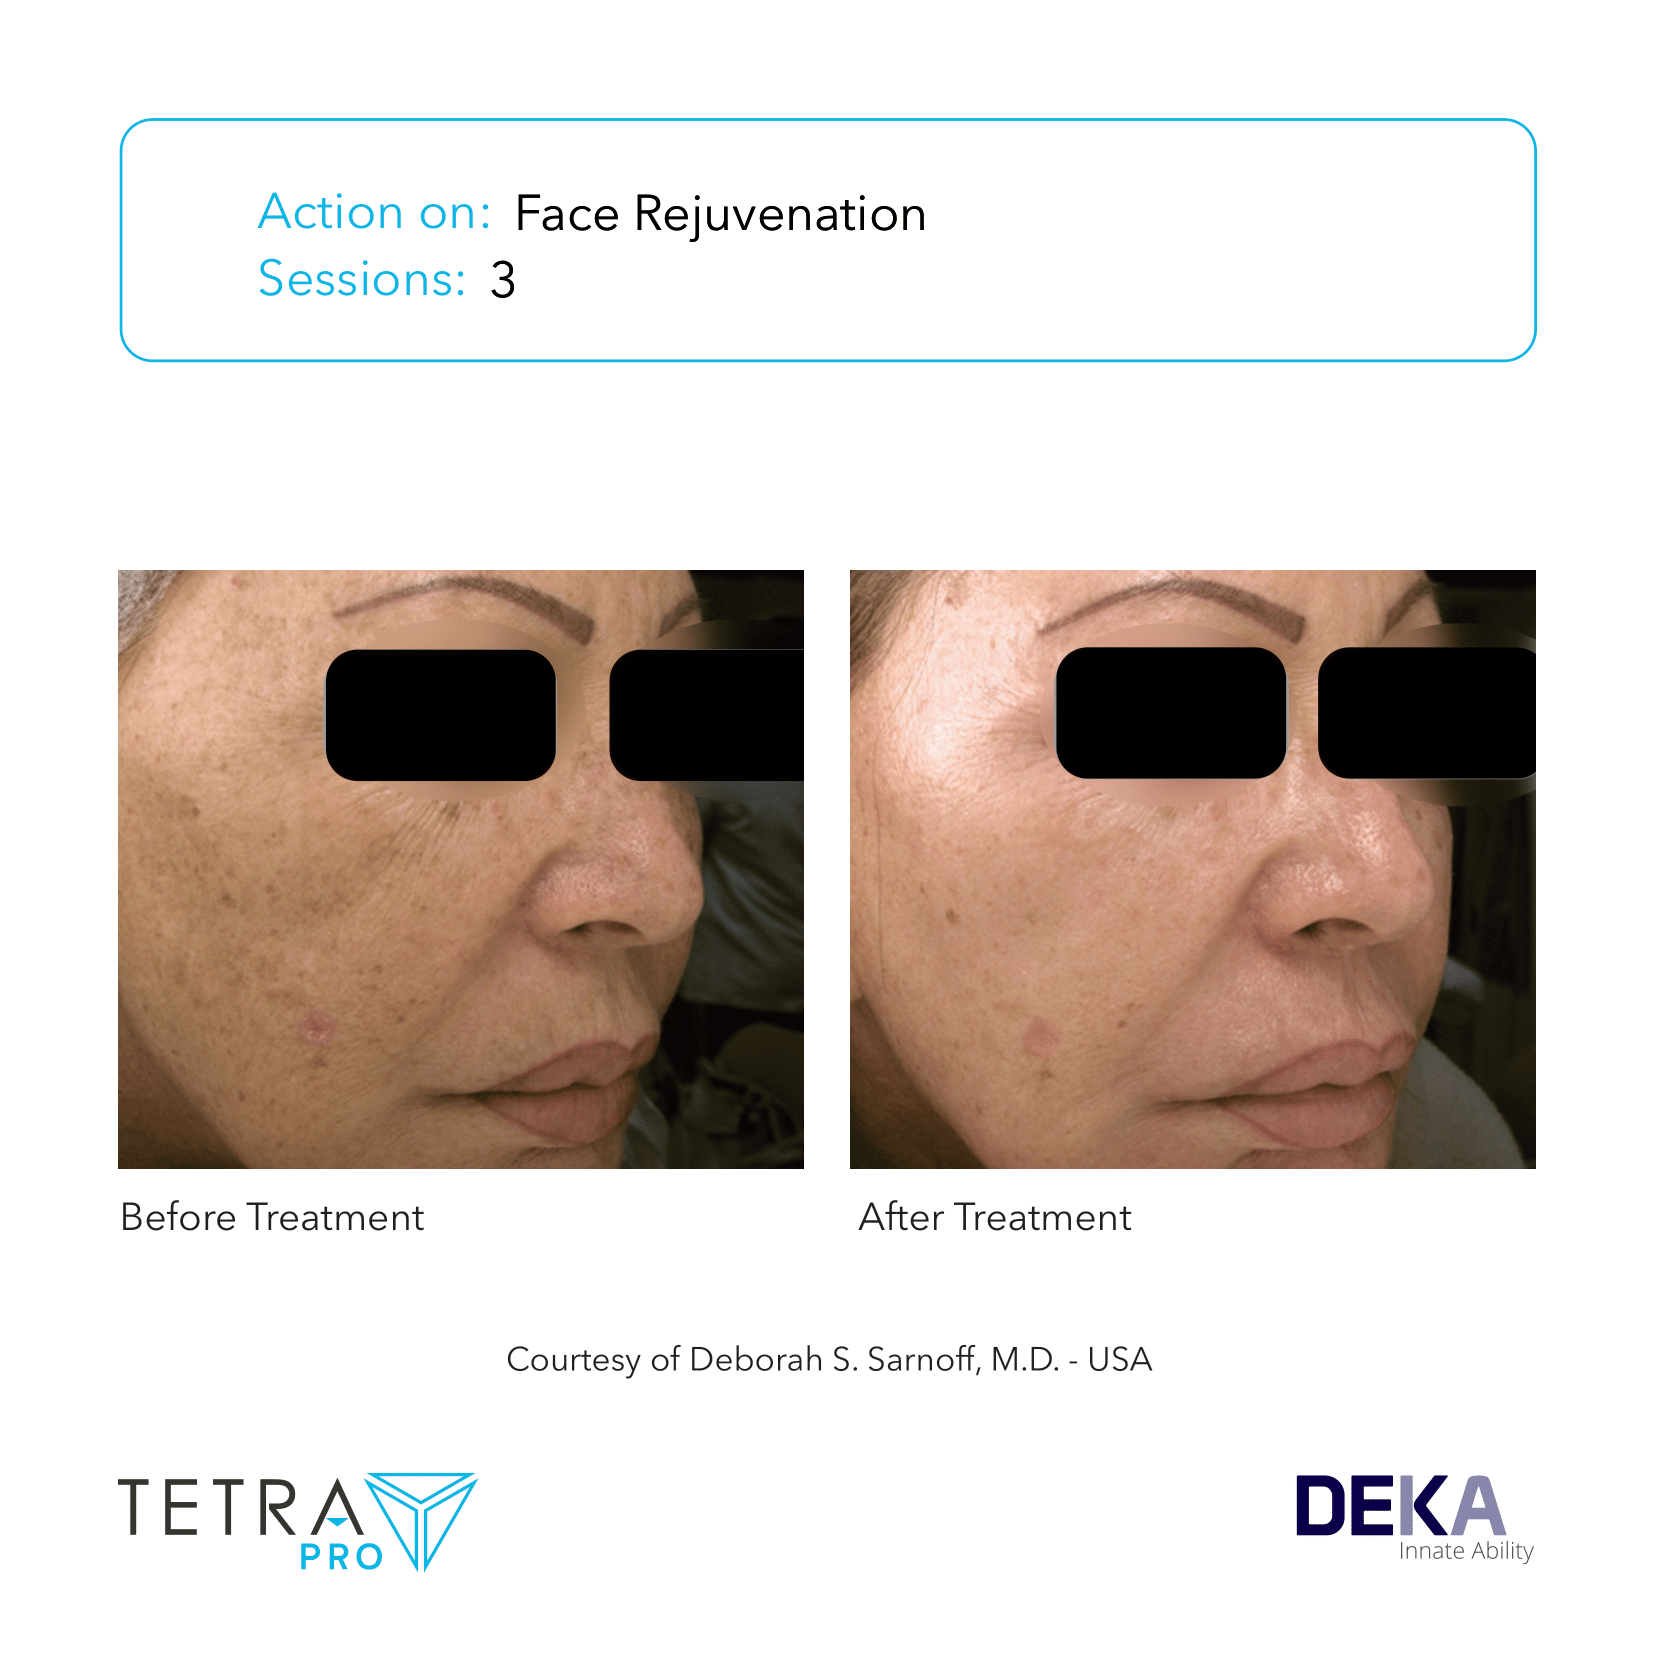 Action on: Face Rejuvenation
Sessions: 3
Before Treatment
After Treatment
Courtesy of Deborah S. Sarnoff, M.D. - USA
TETRA
PRO
DEKA
Innate Ability